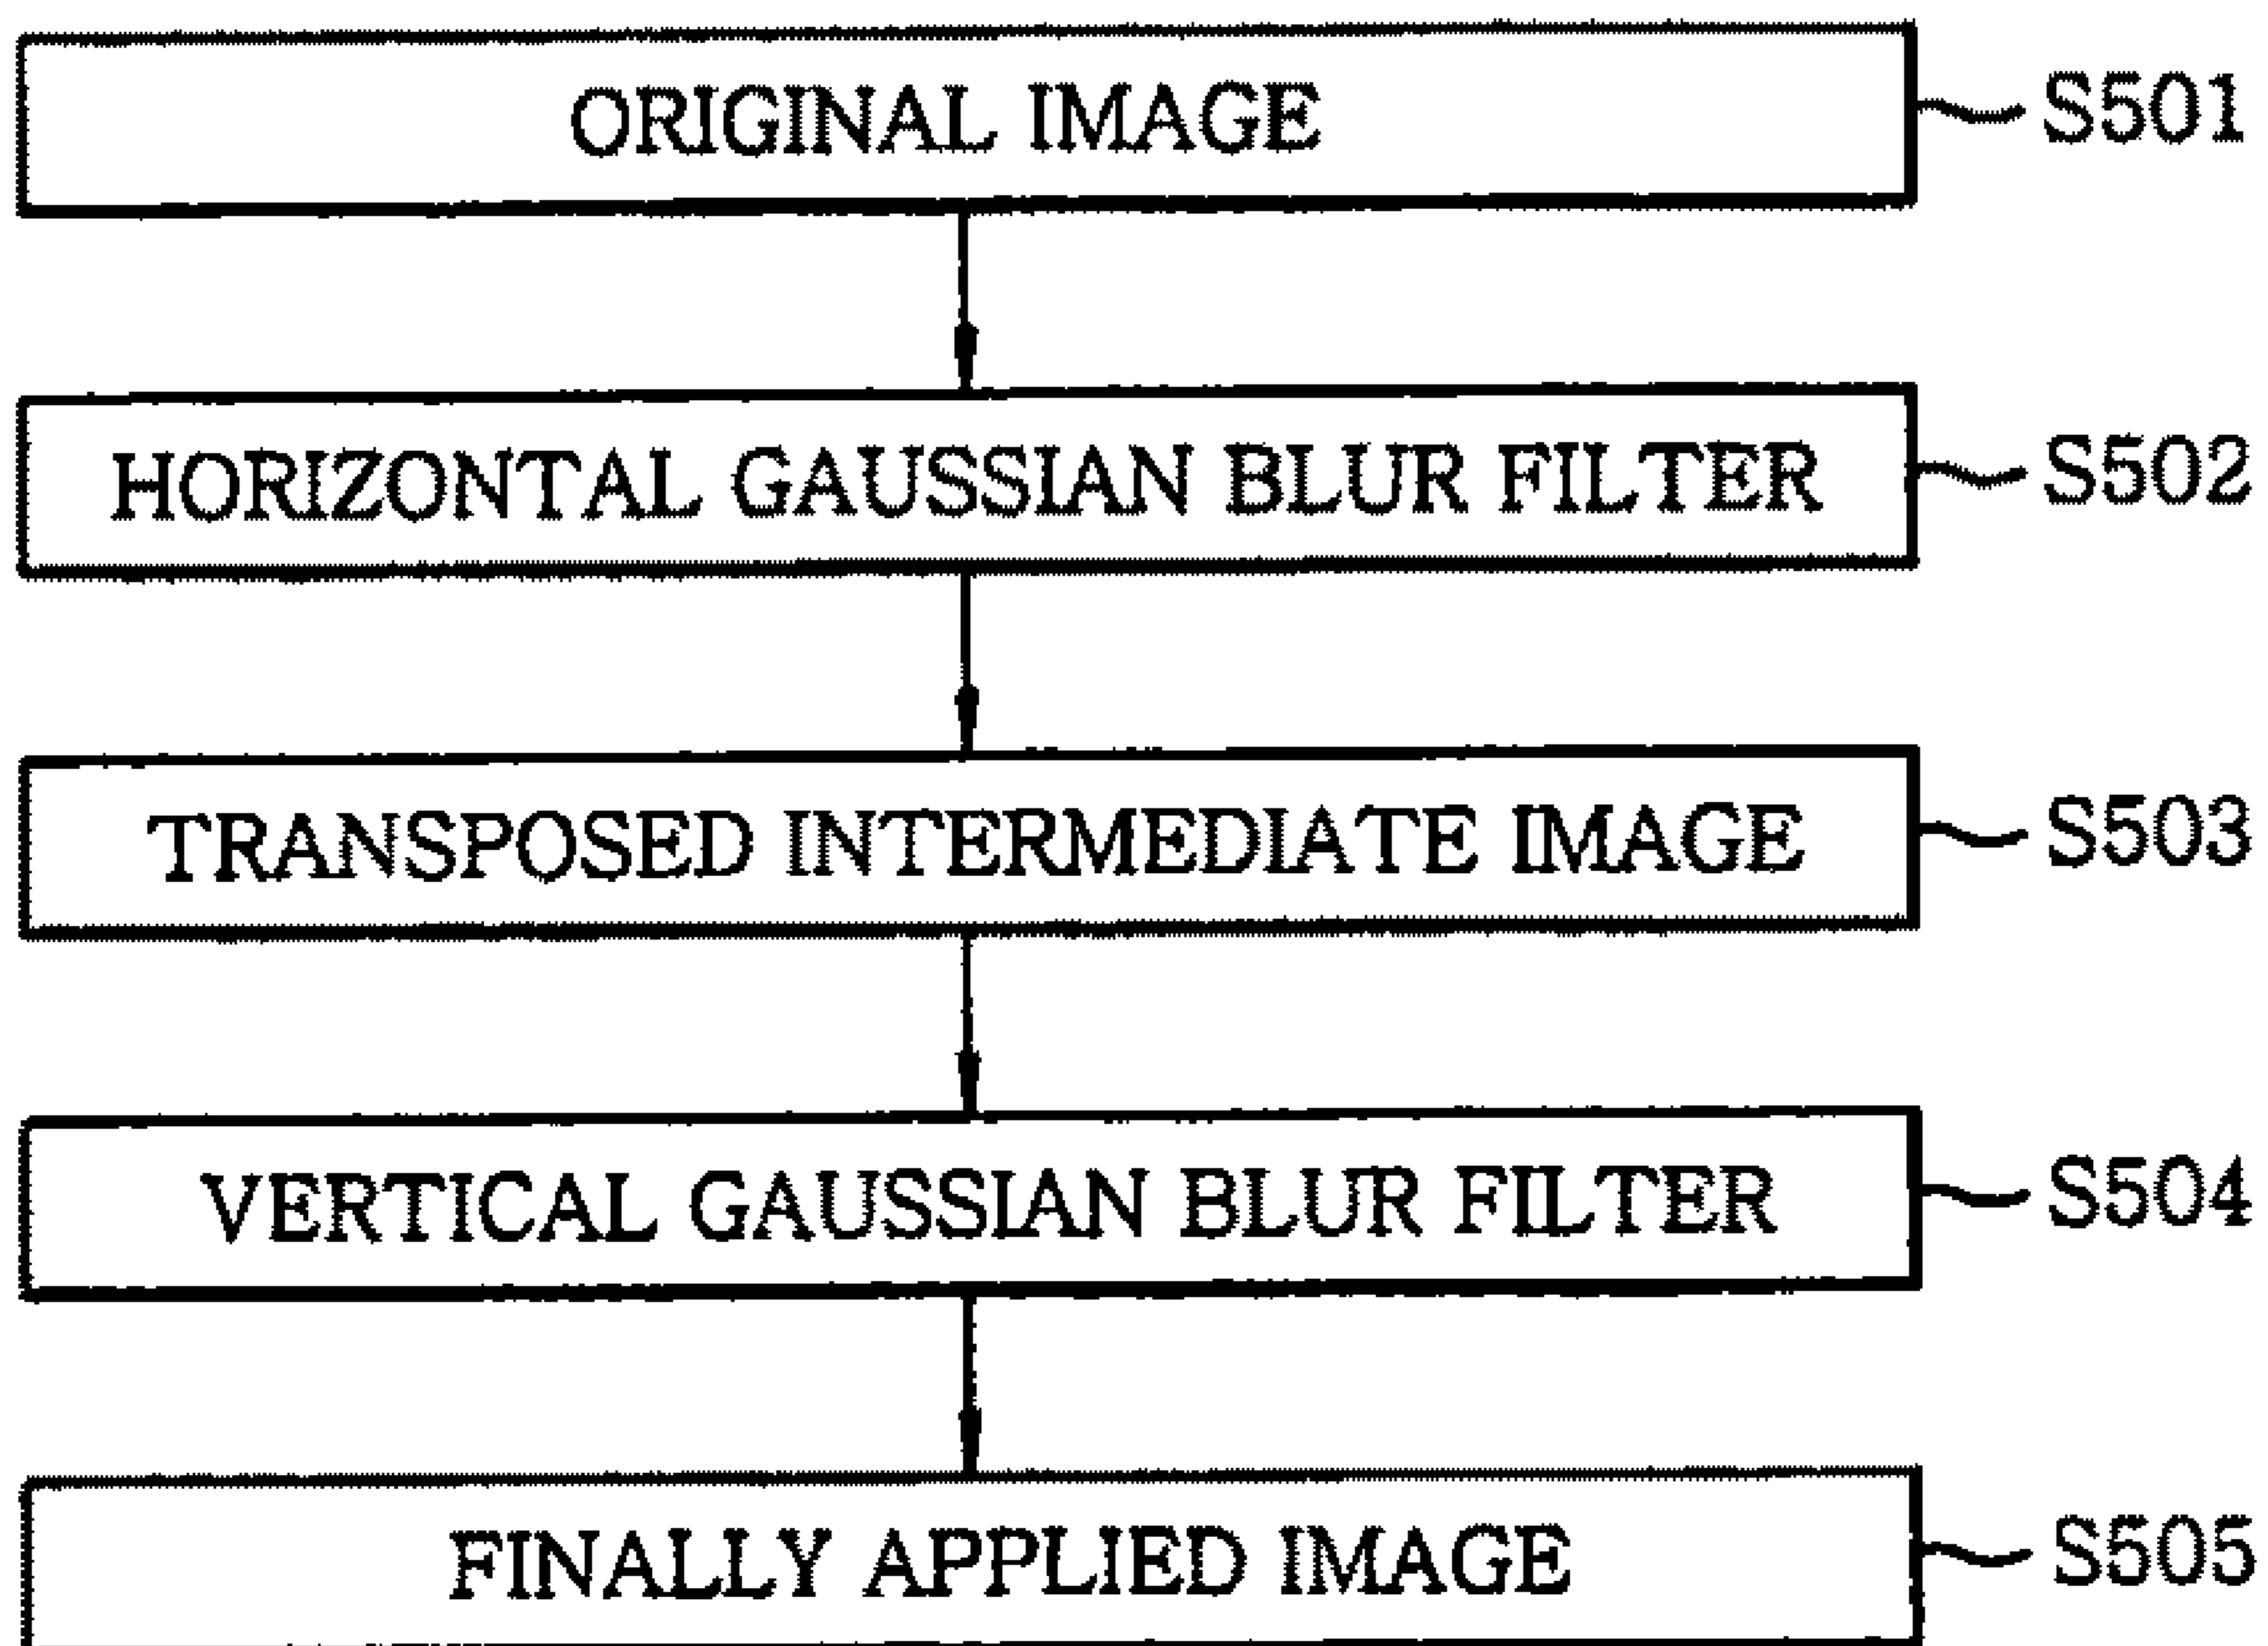 ORIGINAL IMAGE S501
HORIZONTAL GAUSSIAN BLUR FILTER S502
TRANSPOSED INTERMEDIATE IMAGE S503
VERTICAL GAUSSIAN BLUR FILTER S504
FINALLY APPLIED IMAGE S505